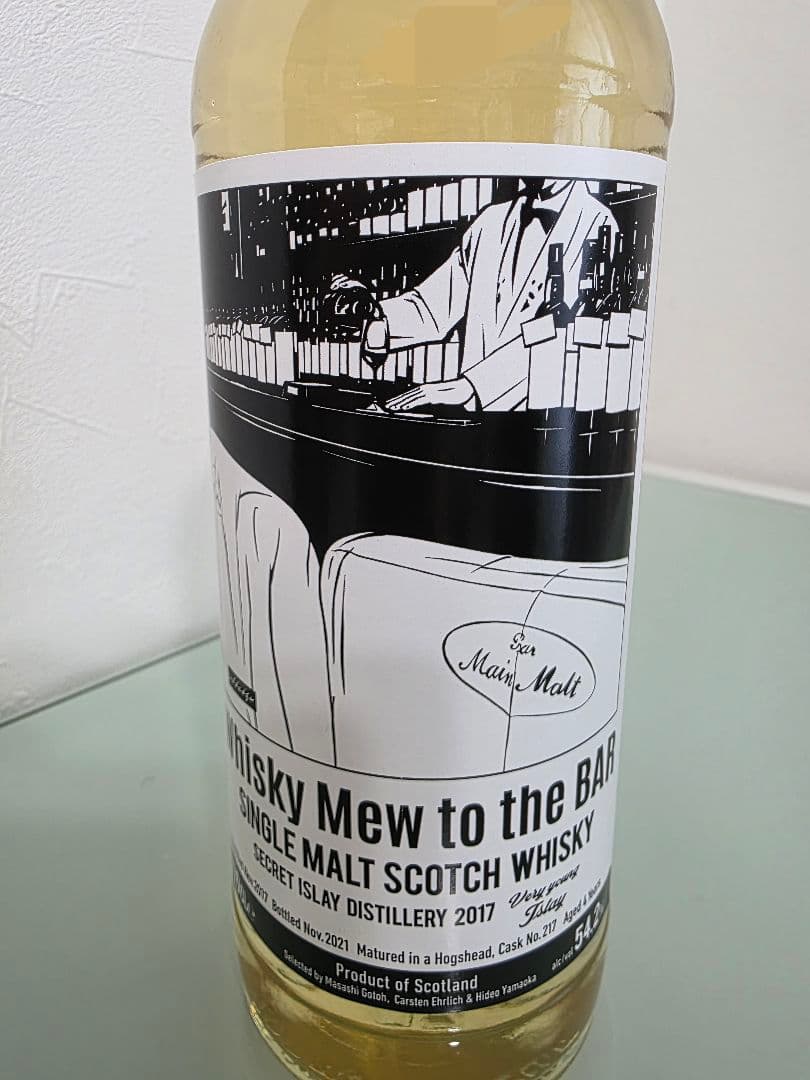 Bar
Main Malt
Whisky Mew to the BAR
SINGLE MALT SCOTCH WHISKY
SECRET ISLAY DISTILLERY 2017 Very young Islay
2017 Bottled Nov.2021 Matured in a Hogshead, Cask No.217 Aged 4 Years
Product of Scotland alc/vol 54.2
Selected by Masashi Gotoh, Carsten Ehrlich & Hideo Yamaoka